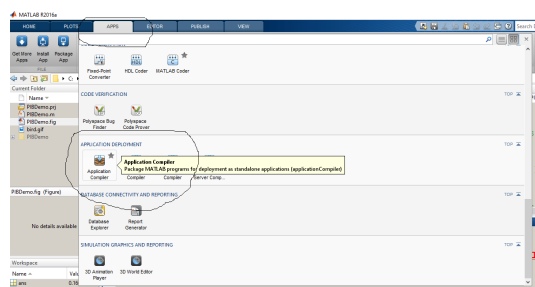 MATLAB R2016a
HOME PLOTS APPS EDITOR PUBLISH VIEW
Get More Apps
Install App
Package App
FILE
Fixed-Point Converter
HDL Coder
MATLAB Coder
Current Folder
Name
CODE VERIFICATION TOP
PIBDemo.prj
PIBDemo.m
PIBDemo.fig
bird.gif
PIBDemo
Polyspace Bug Finder
Polyspace Code Prover
APPLICATION DEPLOYMENT TOP
Application Compiler
Package MATLAB programs for deployment as standalone applications (applicationCompiler)
Application Compiler
Compiler
Compiler
Server Comp...
PIBDemo.fig (Figure)
DATABASE CONNECTIVITY AND REPORTING TOP
No details available
Database Explorer
Report Generator
SIMULATION GRAPHICS AND REPORTING TOP
Workspace
Name
ans 0.16
3D Animation Player
3D World Editor